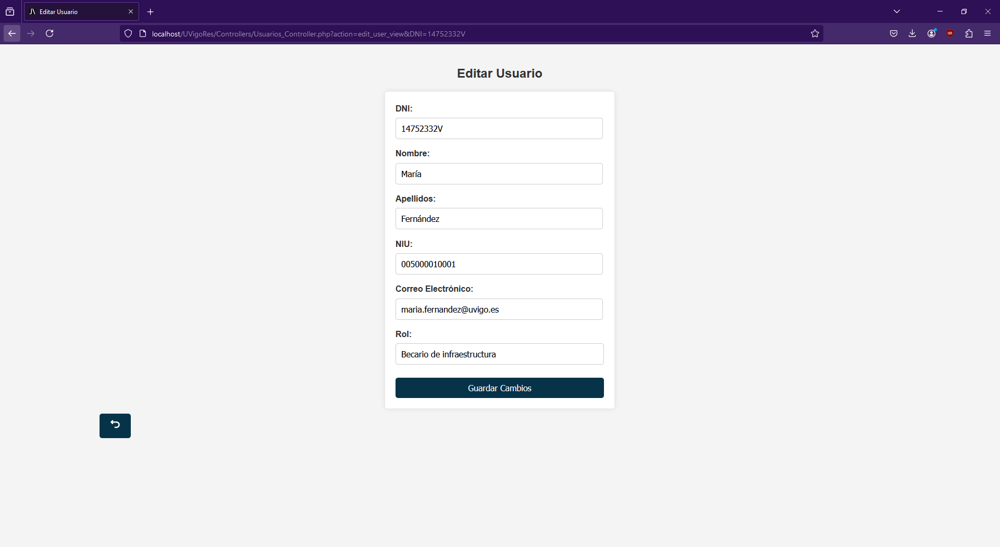 Editar Usuario
localhost/UVigoRes/Controllers/Usuarios_Controller.php?action=edit_user_view&DNI=14752332V
Editar Usuario
DNI:
14752332V
Nombre:
María
Apellidos:
Fernández
NIU:
005000010001
Correo Electrónico:
maria.fernandez@uvigo.es
Rol:
Becario de infraestructura
Guardar Cambios